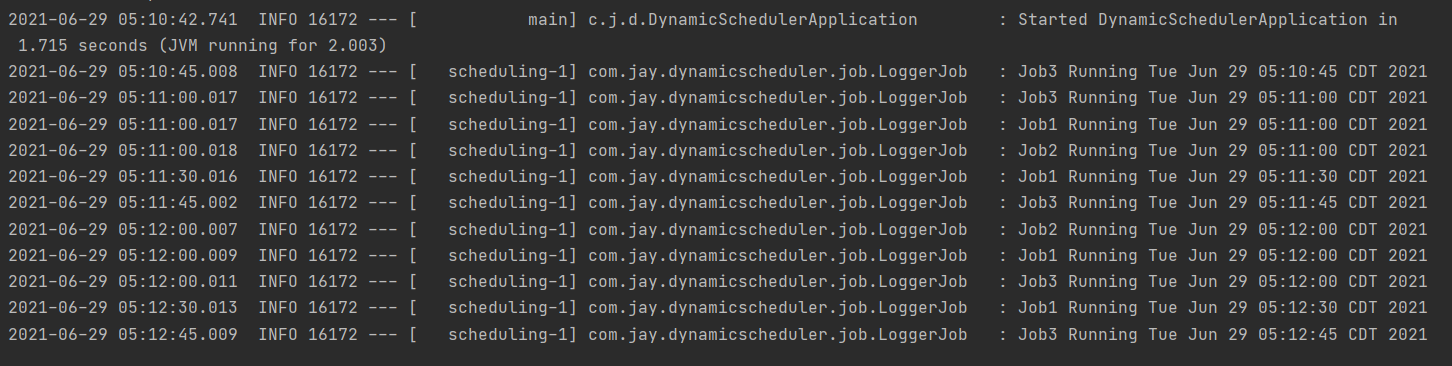 2021-06-29 05:10:42.741  INFO 16172 --- [           main] c.j.d.DynamicSchedulerApplication        : Started DynamicSchedulerApplication in
 1.715 seconds (JVM running for 2.003)
2021-06-29 05:10:45.008  INFO 16172 --- [   scheduling-1] com.jay.dynamicscheduler.job.LoggerJob   : Job3 Running Tue Jun 29 05:10:45 CDT 2021
2021-06-29 05:11:00.017  INFO 16172 --- [   scheduling-1] com.jay.dynamicscheduler.job.LoggerJob   : Job3 Running Tue Jun 29 05:11:00 CDT 2021
2021-06-29 05:11:00.017  INFO 16172 --- [   scheduling-1] com.jay.dynamicscheduler.job.LoggerJob   : Job1 Running Tue Jun 29 05:11:00 CDT 2021
2021-06-29 05:11:00.018  INFO 16172 --- [   scheduling-1] com.jay.dynamicscheduler.job.LoggerJob   : Job2 Running Tue Jun 29 05:11:00 CDT 2021
2021-06-29 05:11:30.016  INFO 16172 --- [   scheduling-1] com.jay.dynamicscheduler.job.LoggerJob   : Job1 Running Tue Jun 29 05:11:30 CDT 2021
2021-06-29 05:11:45.002  INFO 16172 --- [   scheduling-1] com.jay.dynamicscheduler.job.LoggerJob   : Job3 Running Tue Jun 29 05:11:45 CDT 2021
2021-06-29 05:12:00.007  INFO 16172 --- [   scheduling-1] com.jay.dynamicscheduler.job.LoggerJob   : Job2 Running Tue Jun 29 05:12:00 CDT 2021
2021-06-29 05:12:00.009  INFO 16172 --- [   scheduling-1] com.jay.dynamicscheduler.job.LoggerJob   : Job1 Running Tue Jun 29 05:12:00 CDT 2021
2021-06-29 05:12:00.011  INFO 16172 --- [   scheduling-1] com.jay.dynamicscheduler.job.LoggerJob   : Job3 Running Tue Jun 29 05:12:00 CDT 2021
2021-06-29 05:12:30.013  INFO 16172 --- [   scheduling-1] com.jay.dynamicscheduler.job.LoggerJob   : Job1 Running Tue Jun 29 05:12:30 CDT 2021
2021-06-29 05:12:45.009  INFO 16172 --- [   scheduling-1] com.jay.dynamicscheduler.job.LoggerJob   : Job3 Running Tue Jun 29 05:12:45 CDT 2021